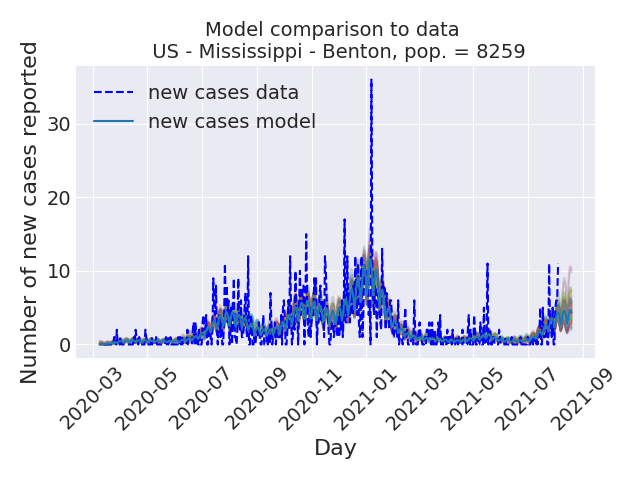 Model comparison to data
US - Mississippi - Benton, pop. = 8259
Number of new cases reported
new cases data
new cases model
30
20
10
0
2020-03
2020-05
2020-07
2020-09
2020-11
2021-01
2021-03
2021-05
2021-07
2021-09
Day